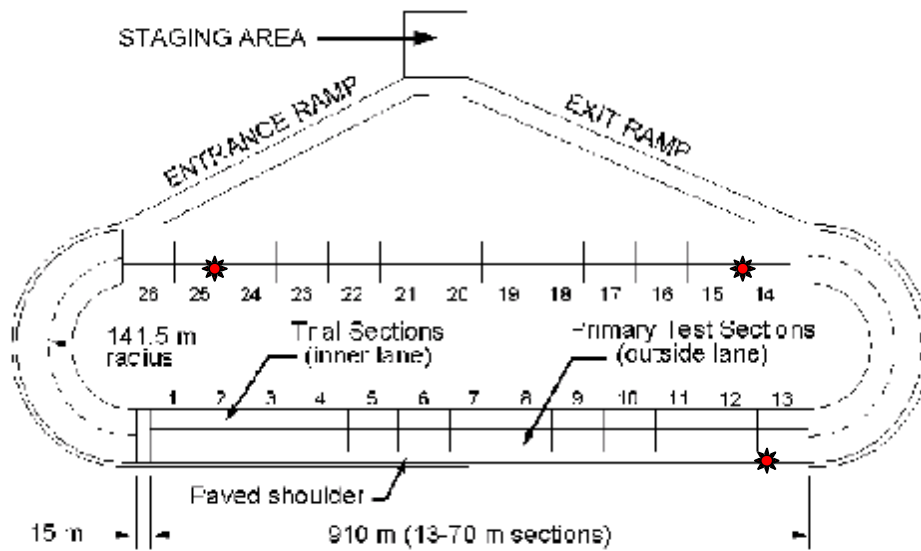 STAGING AREA
ENTRANCE RAMP
EXIT RAMP
26 25 24 23 22 21 20 19 18 17 16 15 14
141.5 m
radius
Trial Sections
(inner lane)
Primary Test Sections
(outside lane)
1 2 3 4 5 6 7 8 9 10 11 12 13
Paved shoulder
15 m
910 m (13-70 m sections)